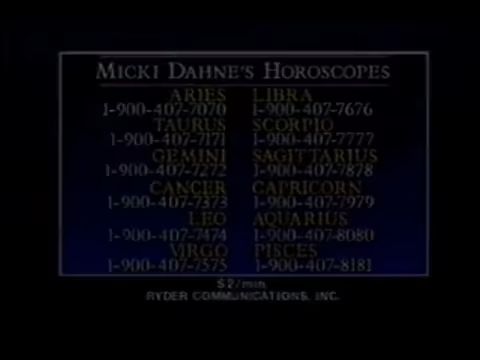 MICKI DAHNE'S HOROSCOPES
ARIES LIBRA
1-900-407-7070 1-900-407-7676
TAURUS SCORPIO
1-900-407-7171 1-900-407-7777
GEMINI SAGITTARIUS
1-900-407-7272 1-900-407-7878
CANCER CAPRICORN
1-900-407-7373 1-900-407-7979
LEO AQUARIUS
1-900-407-7474 1-900-407-8080
VIRGO PISCES
1-900-407-7575 1-900-407-8181
$2/min.
RYDER COMMUNICATIONS, INC.